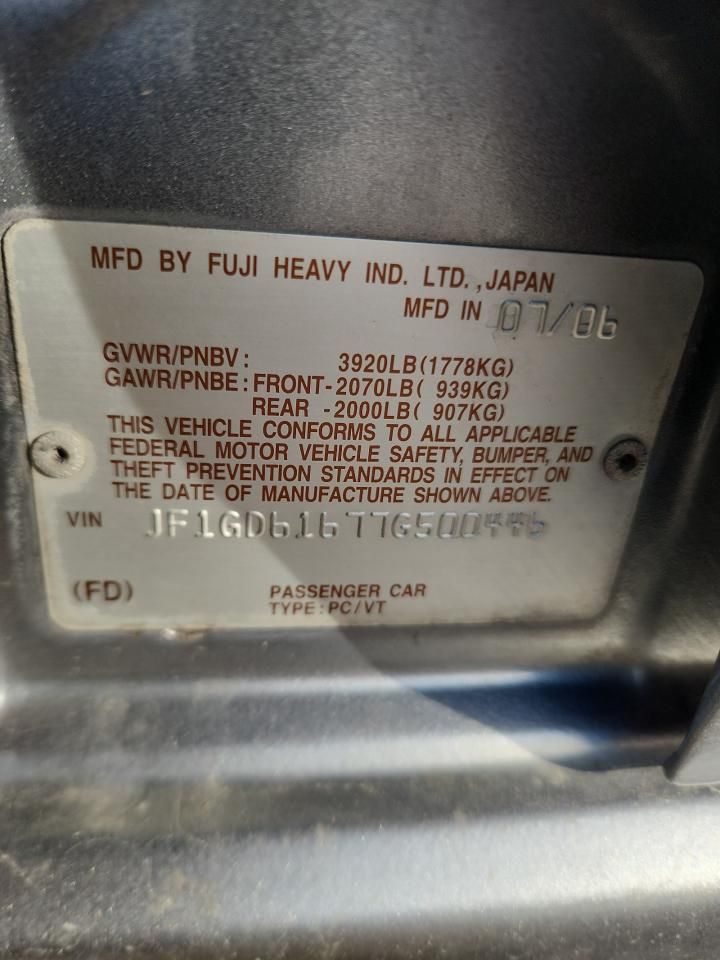 MFD BY FUJI HEAVY IND. LTD.,JAPAN
MFD IN 07/06
GVWR/PNBV: 3920LB(1778KG)
GAWR/PNBE: FRONT-2070LB( 939KG)
REAR -2000LB( 907KG)
THIS VEHICLE CONFORMS TO ALL APPLICABLE
FEDERAL MOTOR VEHICLE SAFETY, BUMPER, AND
THEFT PREVENTION STANDARDS IN EFFECT ON
THE DATE OF MANUFACTURE SHOWN ABOVE.
VIN JF1GD61677G500446
(FD) PASSENGER CAR
TYPE:PC/VT